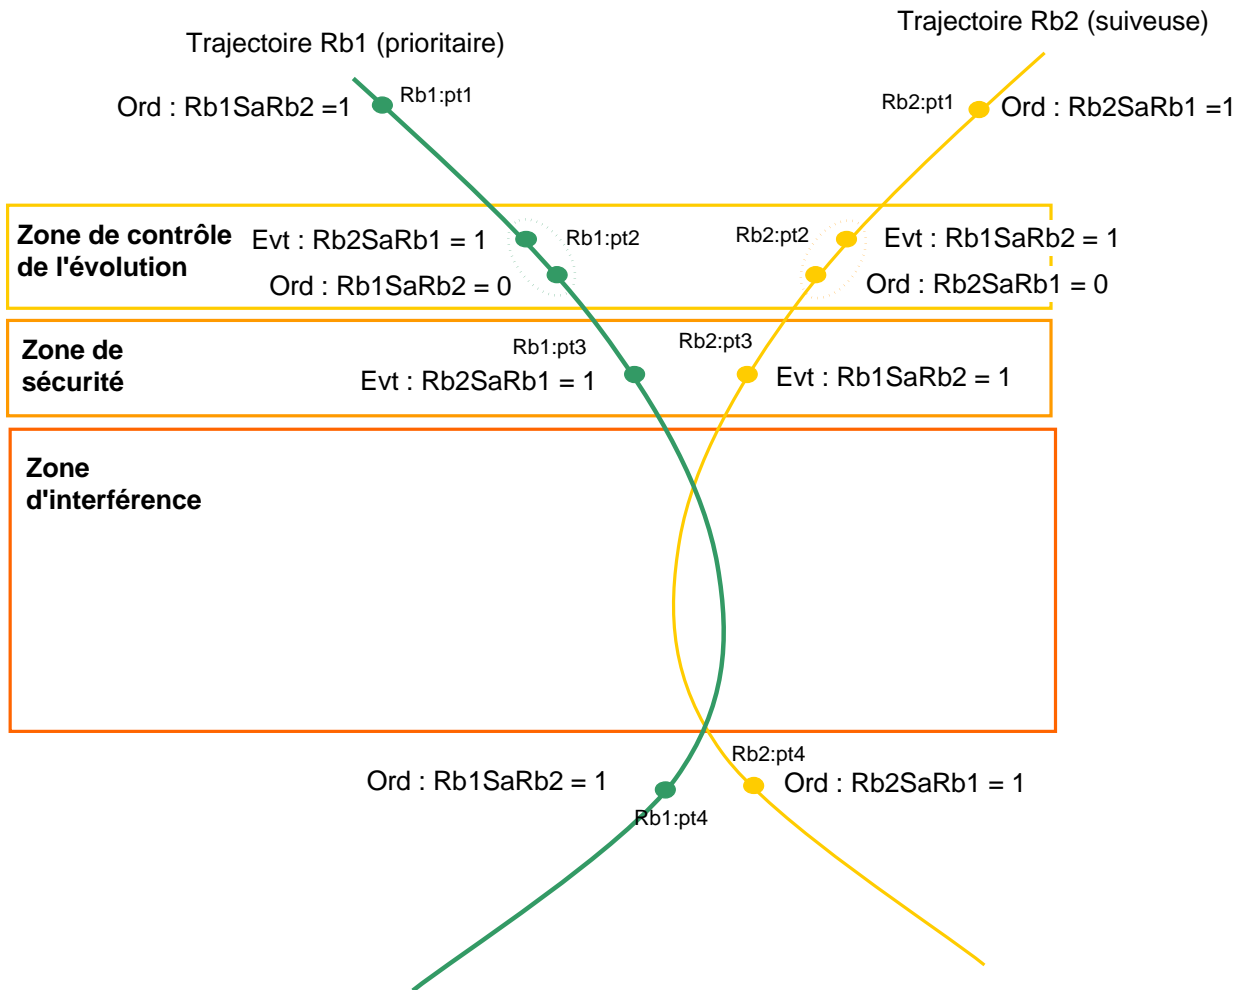 Trajectoire Rb1 (prioritaire)
Trajectoire Rb2 (suiveuse)
Ord : Rb1SaRb2 =1
Rb1:pt1
Rb2:pt1
Ord : Rb2SaRb1 =1
Zone de contrôle
de l'évolution
Evt : Rb2SaRb1 = 1
Rb1:pt2
Ord : Rb1SaRb2 = 0
Rb2:pt2
Evt : Rb1SaRb2 = 1
Ord : Rb2SaRb1 = 0
Zone de
sécurité
Rb1:pt3
Evt : Rb2SaRb1 = 1
Rb2:pt3
Evt : Rb1SaRb2 = 1
Zone
d'interférence
Ord : Rb1SaRb2 = 1
Rb1:pt4
Rb2:pt4
Ord : Rb2SaRb1 = 1